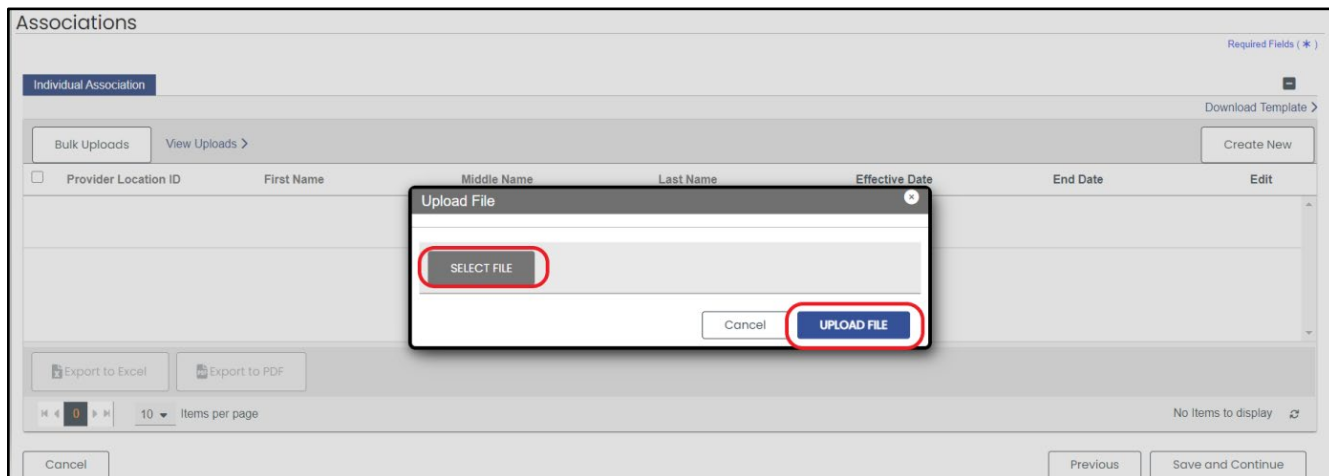 Associations
Required Fields ( * )
Individual Association
Download Template >
Bulk Uploads View Uploads > Create New
Provider Location ID First Name Middle Name Last Name Effective Date End Date Edit
Upload File
SELECT FILE
Cancel UPLOAD FILE
Export to Excel Export to PDF
0 10 Items per page No Items to display
Cancel Previous Save and Continue